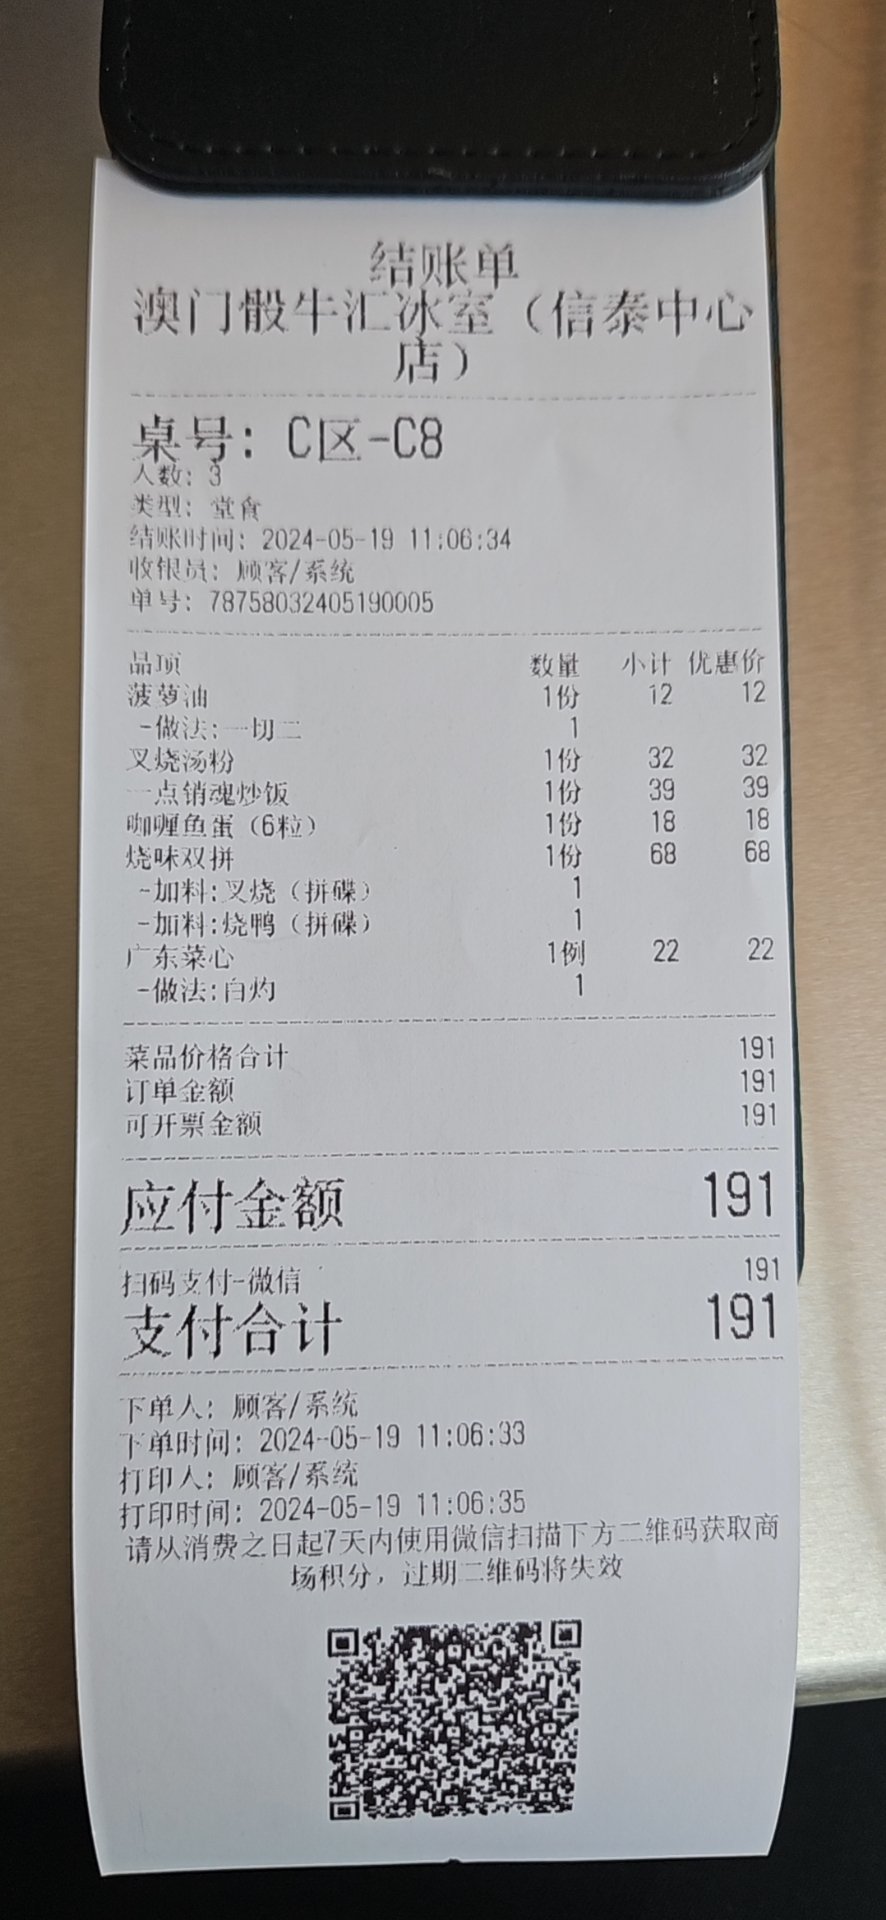 结账单
澳门骰牛汇冰室（信泰中心
店）
桌号: C区-C8
人数: 3
类型: 堂食
结账时间: 2024-05-19 11:06:34
收银员: 顾客/系统
单号: 78758032405190005
品项 数量 小计 优惠价
菠萝油 1份 12 12
-做法:一切二 1
叉烧汤粉 1份 32 32
一点销魂炒饭 1份 39 39
咖喱鱼蛋（6粒） 1份 18 18
烧味双拼 1份 68 68
-加料:叉烧（拼碟） 1
-加料:烧鸭（拼碟） 1
广东菜心 1例 22 22
-做法:白灼 1
菜品价格合计 191
订单金额 191
可开票金额 191
应付金额 191
扫码支付-微信 191
支付合计 191
下单人: 顾客/系统
下单时间: 2024-05-19 11:06:33
打印人: 顾客/系统
打印时间: 2024-05-19 11:06:35
请从消费之日起7天内使用微信扫描下方二维码获取商
场积分，过期二维码将失效